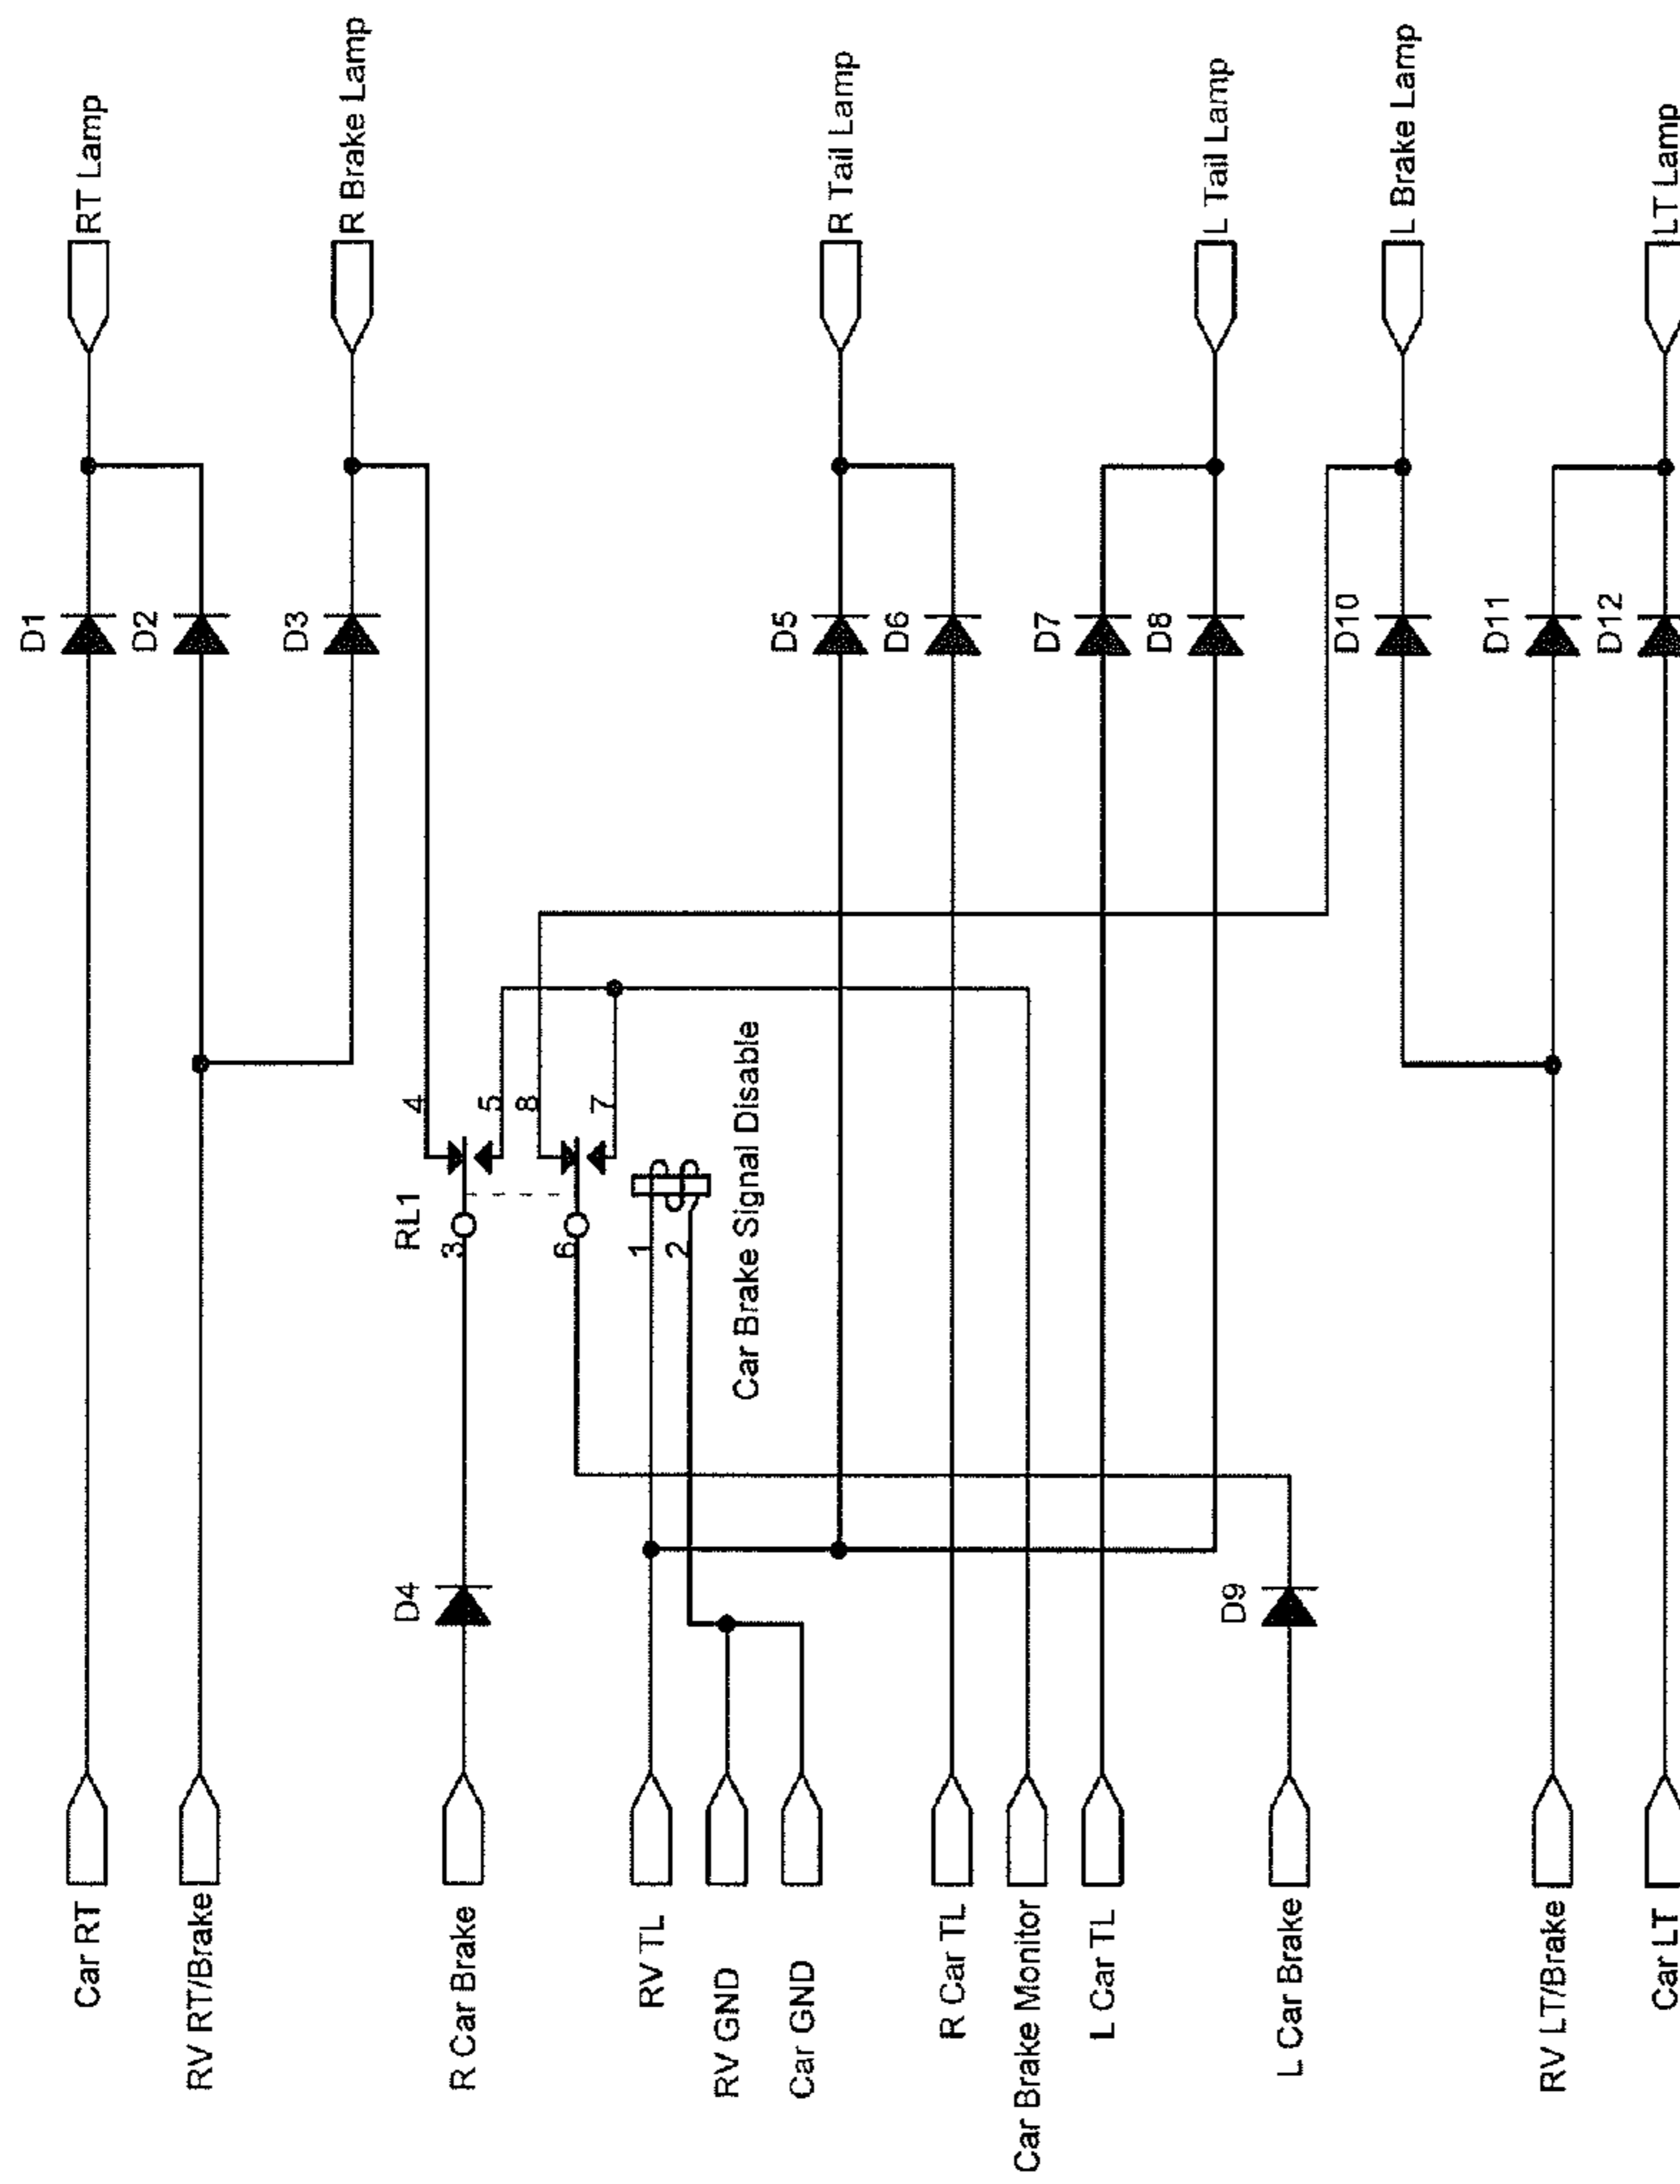 RT Lamp
R Brake Lamp
R Tail Lamp
L Tail Lamp
L Brake Lamp
LT Lamp
D1
D2
D3
D5
D6
D7
D8
D10
D11
D12
4
5
8
7
RL1
3
6
1
2
Car Brake Signal Disable
D4
D9
Car RT
RV RT/Brake
R Car Brake
RV TL
RV GND
Car GND
R Car TL
Car Brake Monitor
L Car TL
L Car Brake
RV LT/Brake
Car LT